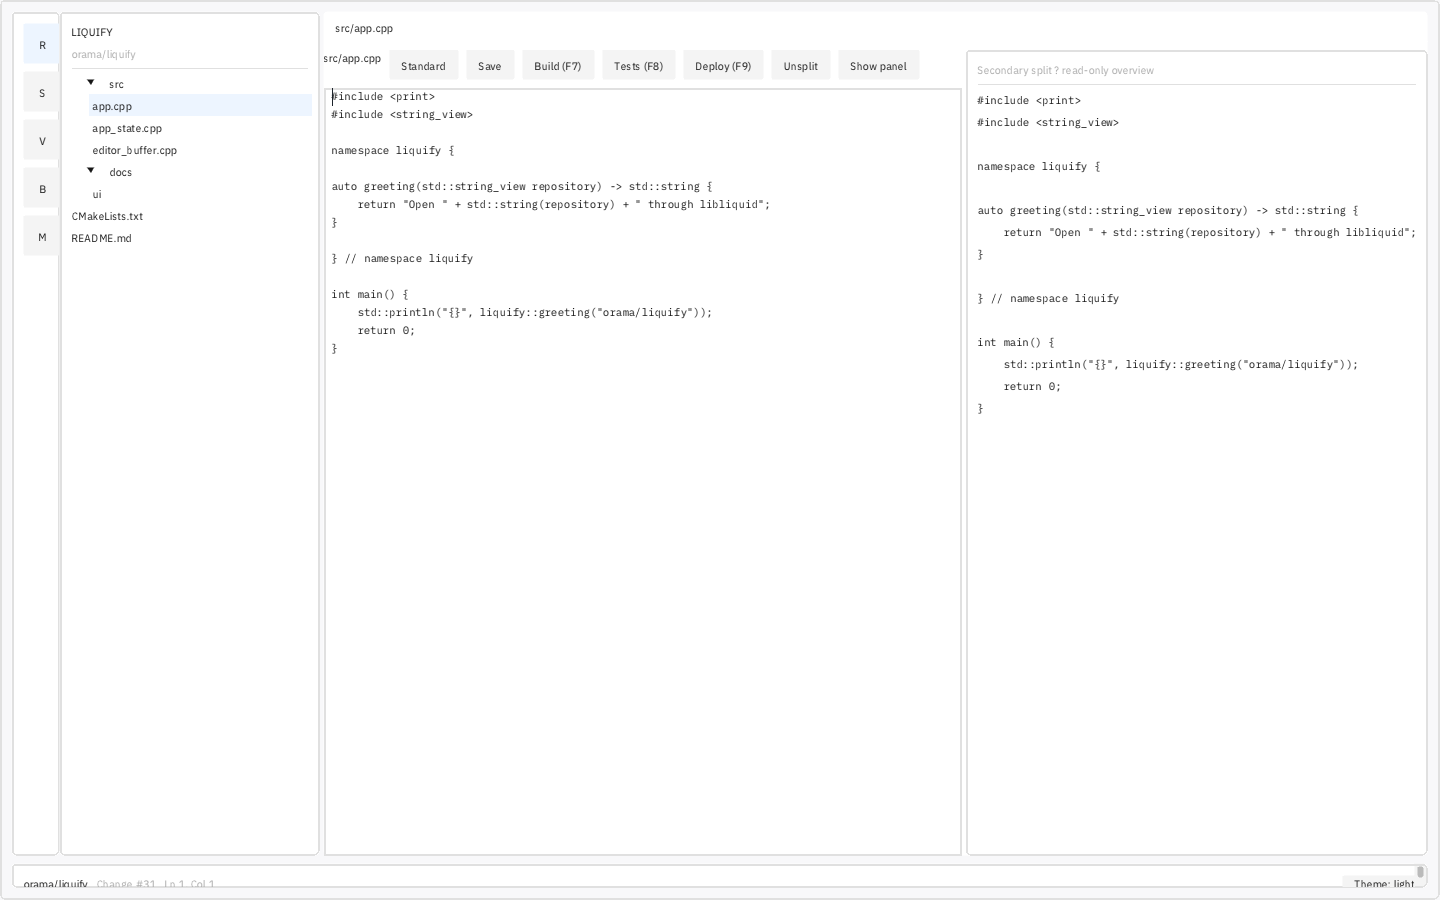 R
S
V
B
M
LIQUIFY
orama/liquify
src
app.cpp
app_state.cpp
editor_buffer.cpp
docs
ui
CMakeLists.txt
README.md
src/app.cpp
src/app.cpp Standard Save Build (F7) Tests (F8) Deploy (F9) Unsplit Show panel
#include <print>
#include <string_view>
namespace liquify {
auto greeting(std::string_view repository) -> std::string {
    return "Open " + std::string(repository) + " through libliquid";
}
} // namespace liquify
int main() {
    std::println("{}", liquify::greeting("orama/liquify"));
    return 0;
}
Secondary split ? read-only overview
#include <print>
#include <string_view>
namespace liquify {
auto greeting(std::string_view repository) -> std::string {
    return "Open " + std::string(repository) + " through libliquid";
}
} // namespace liquify
int main() {
    std::println("{}", liquify::greeting("orama/liquify"));
    return 0;
}
orama/liquify Change #31 Ln 1, Col 1 Theme: light